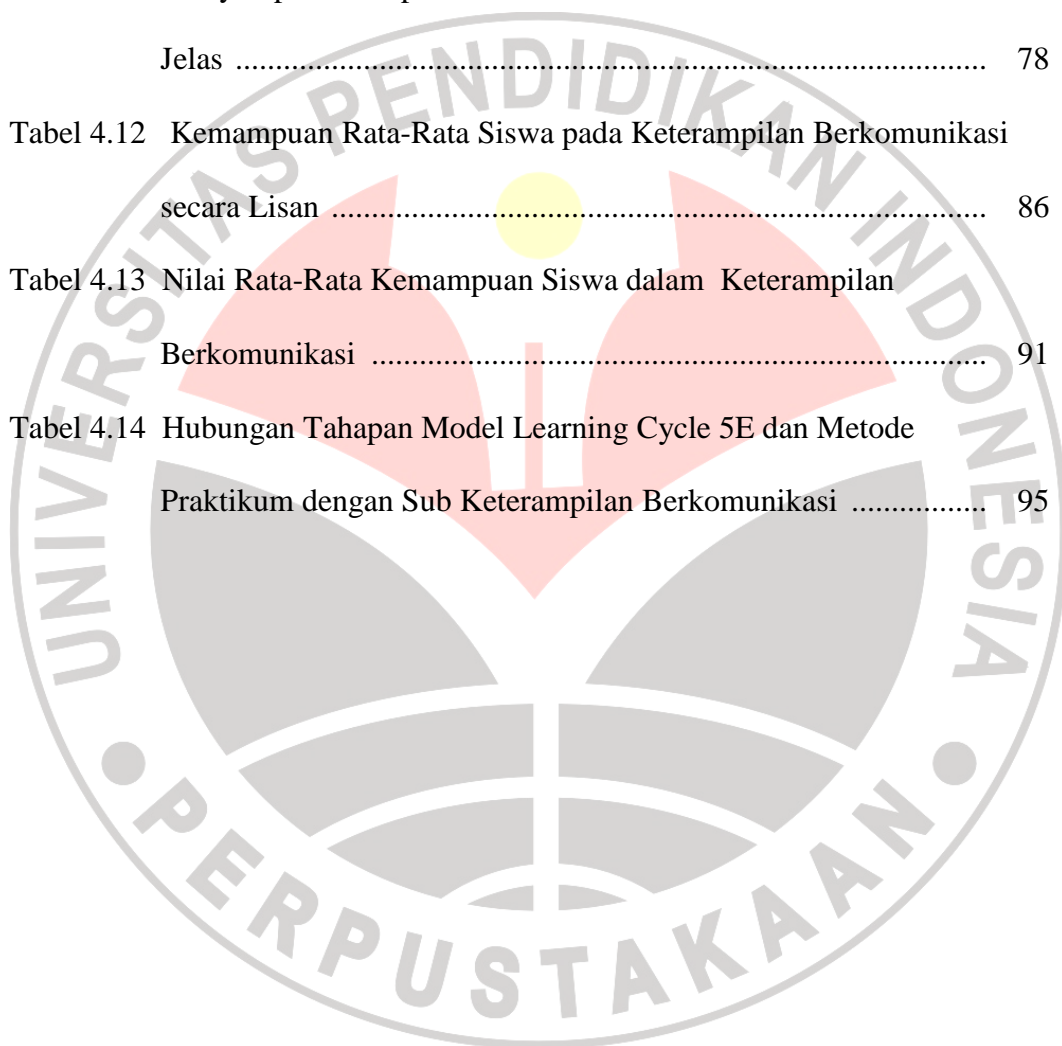 Jelas ................................................................................................ 78
Tabel 4.12 Kemampuan Rata-Rata Siswa pada Keterampilan Berkomunikasi
secara Lisan .................................................................................... 86
Tabel 4.13 Nilai Rata-Rata Kemampuan Siswa dalam Keterampilan
Berkomunikasi ............................................................................... 91
Tabel 4.14 Hubungan Tahapan Model Learning Cycle 5E dan Metode
Praktikum dengan Sub Keterampilan Berkomunikasi ................. 95
UNIVERSITAS PENDIDIKAN INDONESIA
PERPUSTAKAAN